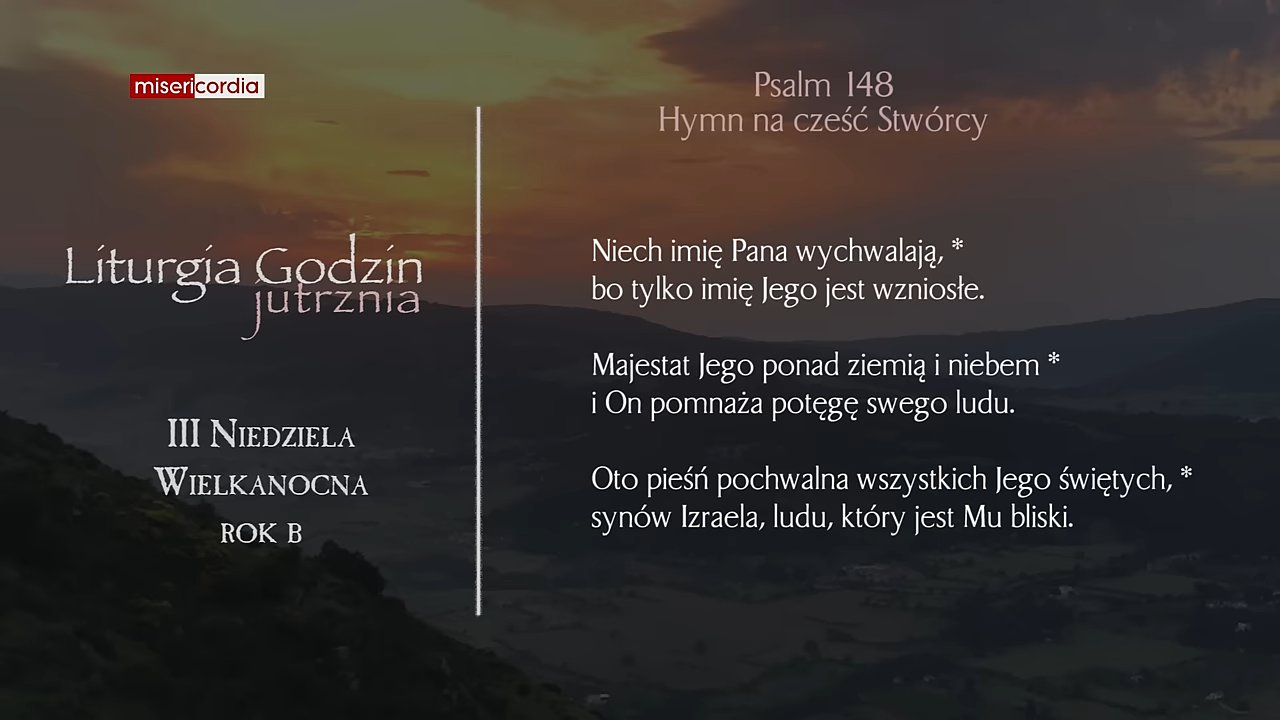 misericordia
Liturgia Godzin
jutrznia
III Niedziela
Wielkanocna
rok B
Psalm 148
Hymn na cześć Stwórcy
Niech imię Pana wychwalają, *
bo tylko imię Jego jest wzniosłe.
Majestat Jego ponad ziemią i niebem *
i On pomnaża potęgę swego ludu.
Oto pieśń pochwalna wszystkich Jego świętych, *
synów Izraela, ludu, który jest Mu bliski.